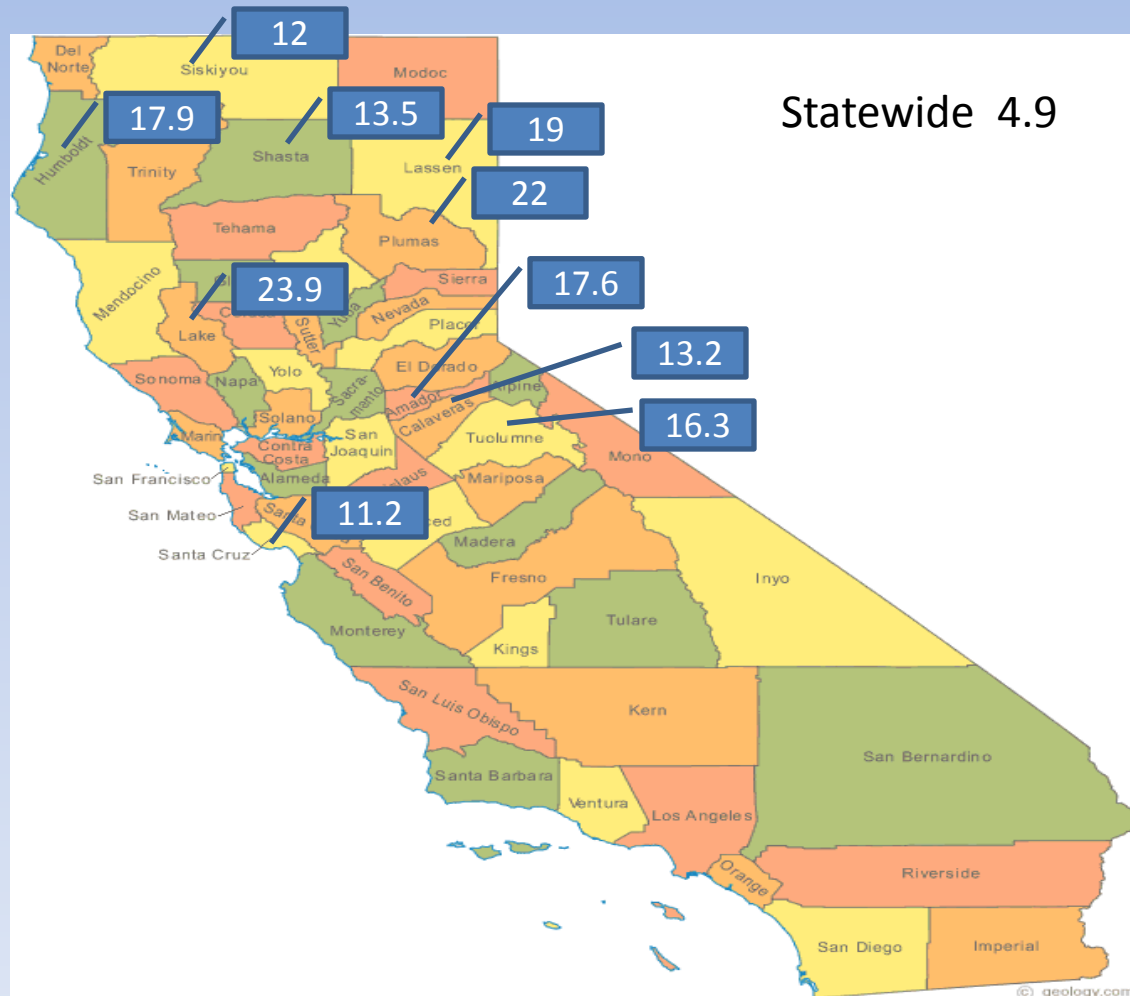 12
Del
Norte
Siskiyou
Modoc
Statewide 4.9
17.9
13.5
19
Humboldt
Trinity
Shasta
Lassen
22
Tehama
Plumas
Mendocino
23.9
Sierra
17.6
Lake
Sutter
Yuba
Nevada
Placer
13.2
El Dorado
Sonoma
Napa
Yolo
Sacra-
manto
Amador
Alpine
Calaveras
16.3
Solano
Marin
San
Joaquin
Tuolumne
Contra
Costa
Mono
San Francisco
Alameda
Mariposa
San Mateo
Santa
11.2
Santa Cruz
Madera
San Benito
Fresno
Inyo
Monterey
Tulare
Kings
San Luis Obispo
Kern
San Bernardino
Santa Barbara
Ventura
Los Angeles
Orange
Riverside
San Diego
Imperial
(c) geology.com